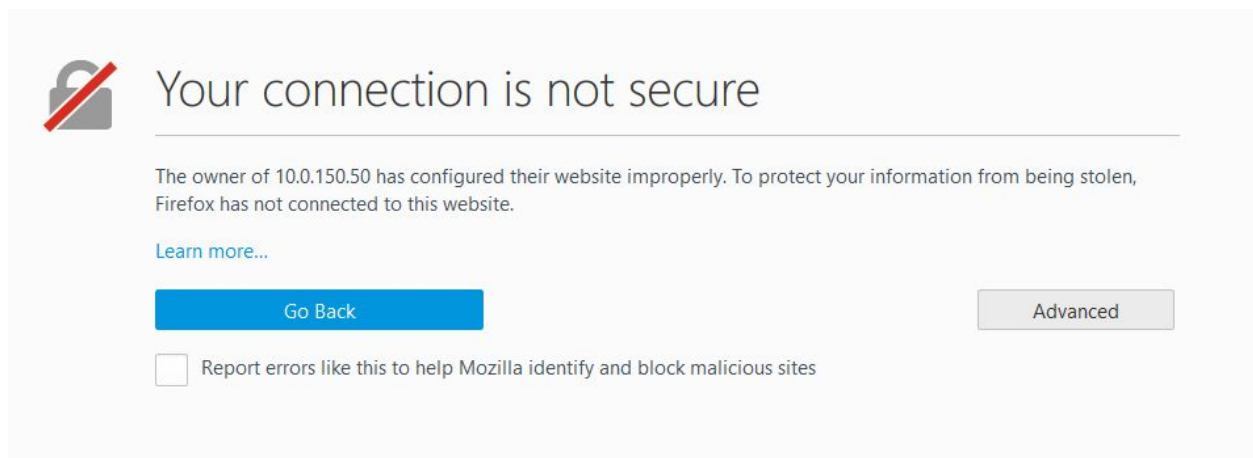 Your connection is not secure
The owner of 10.0.150.50 has configured their website improperly. To protect your information from being stolen,
Firefox has not connected to this website.
Learn more...
Go Back
Advanced
Report errors like this to help Mozilla identify and block malicious sites